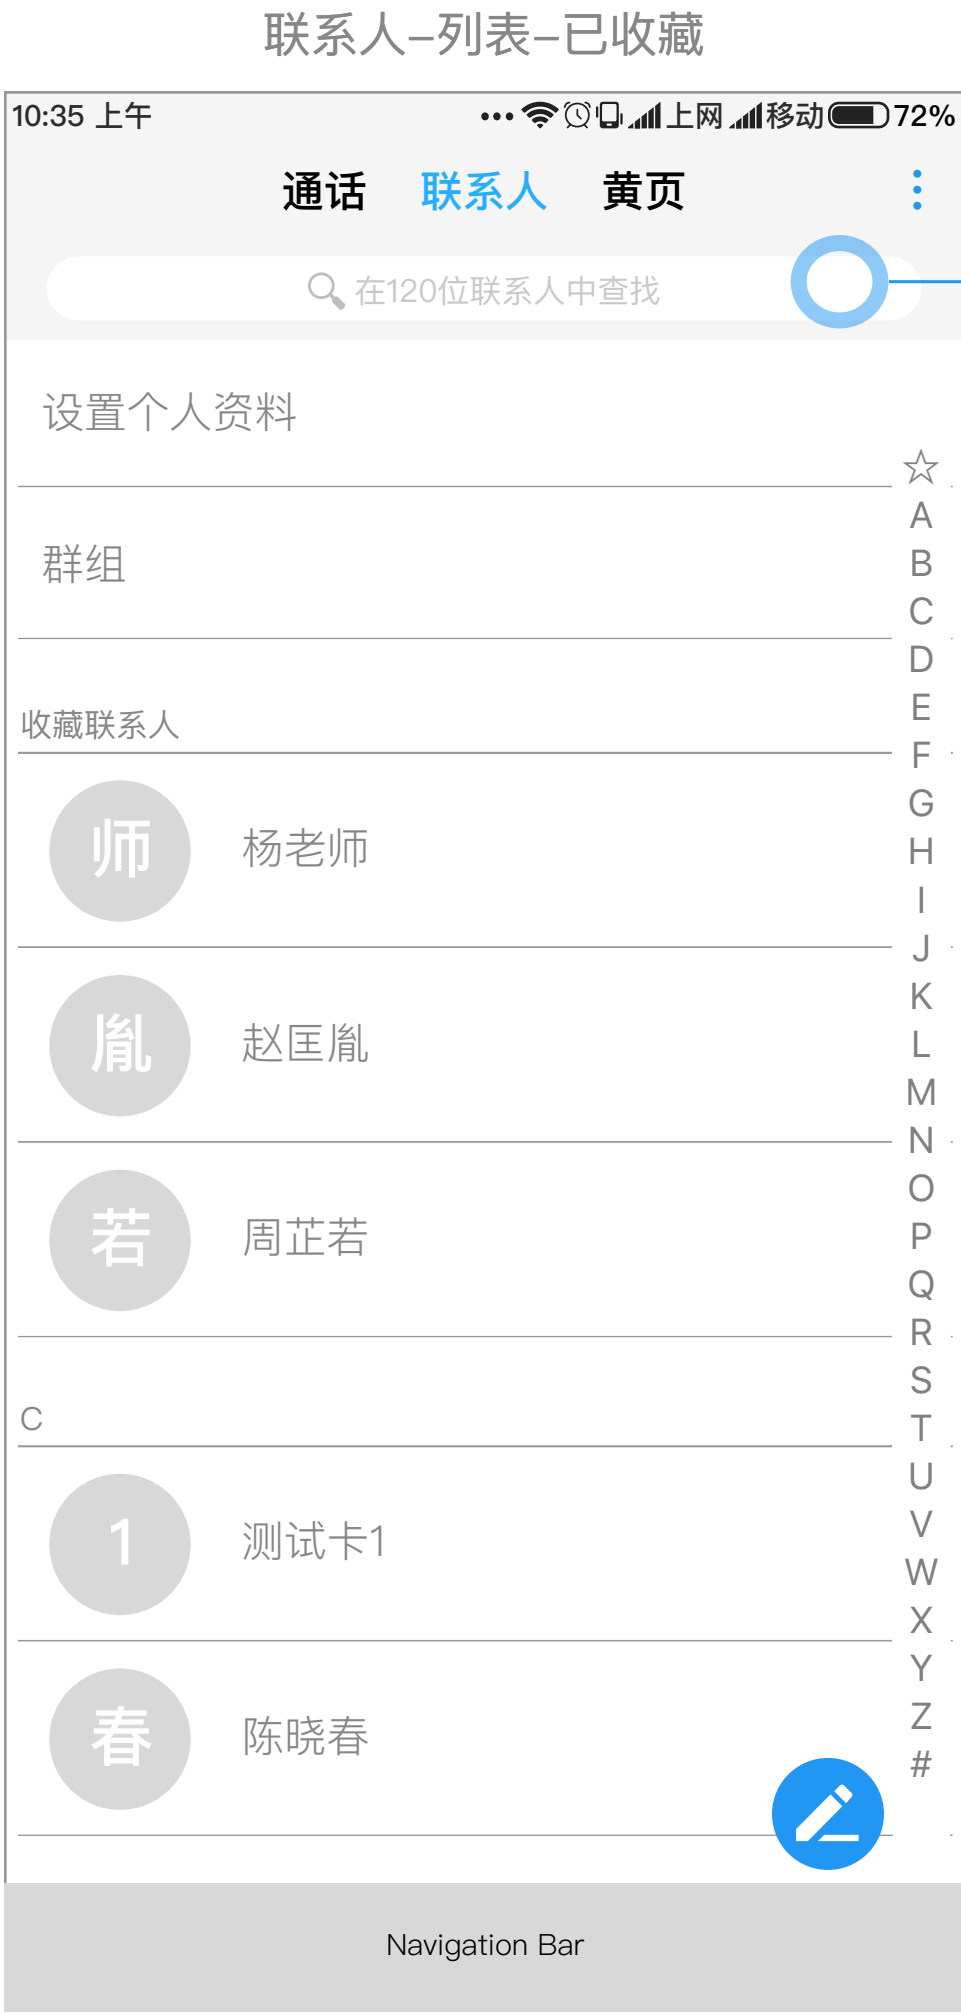 联系人-列表-已收藏
10:35 上午 上网 移动 72%
通话 联系人 黄页
在120位联系人中查找
设置个人资料
☆
A
群组
B
C
D
E
收藏联系人
F
G
师 杨老师
H
I
J
K
胤 赵匡胤
L
M
N
O
若 周芷若
P
Q
R
S
C
T
U
1 测试卡1
V
W
X
Y
春 陈晓春
Z
#
Navigation Bar